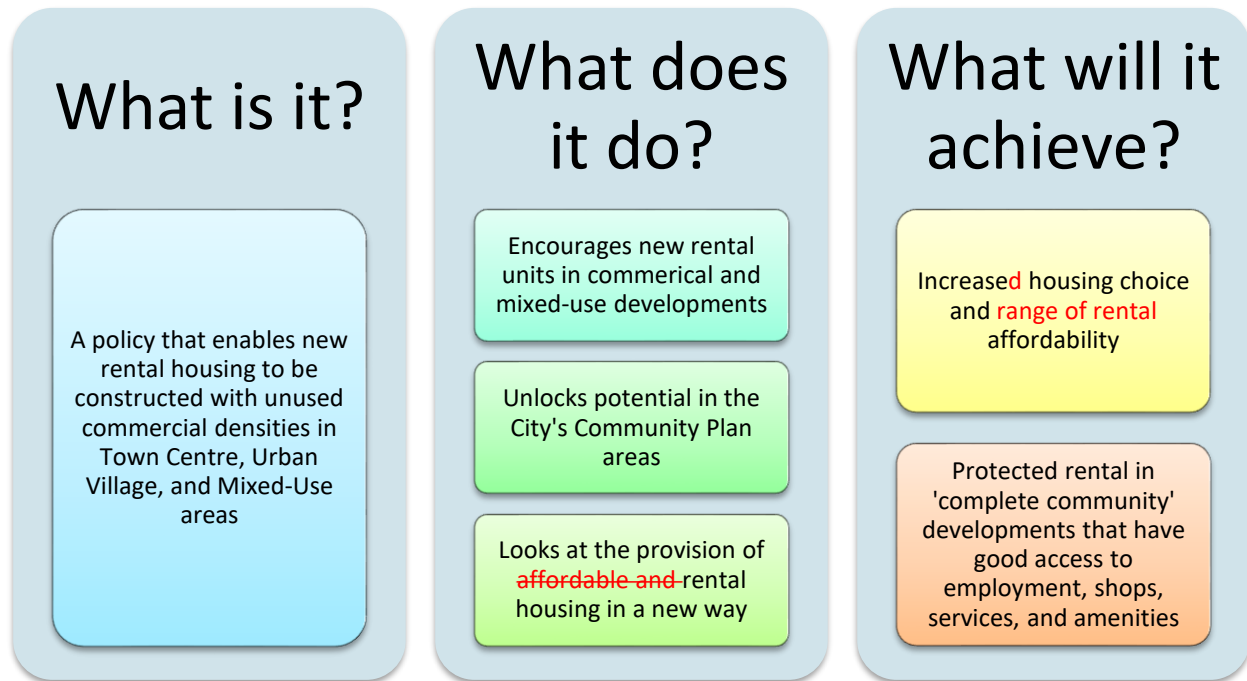 What is it?
A policy that enables new
rental housing to be
constructed with unused
commercial densities in
Town Centre, Urban
Village, and Mixed-Use
areas
What does
it do?
Encourages new rental
units in commerical and
mixed-use developments
Unlocks potential in the
City's Community Plan
areas
Looks at the provision of
affordable and rental
housing in a new way
What will it
achieve?
Increased housing choice
and range of rental
affordability
Protected rental in
'complete community'
developments that have
good access to
employment, shops,
services, and amenities